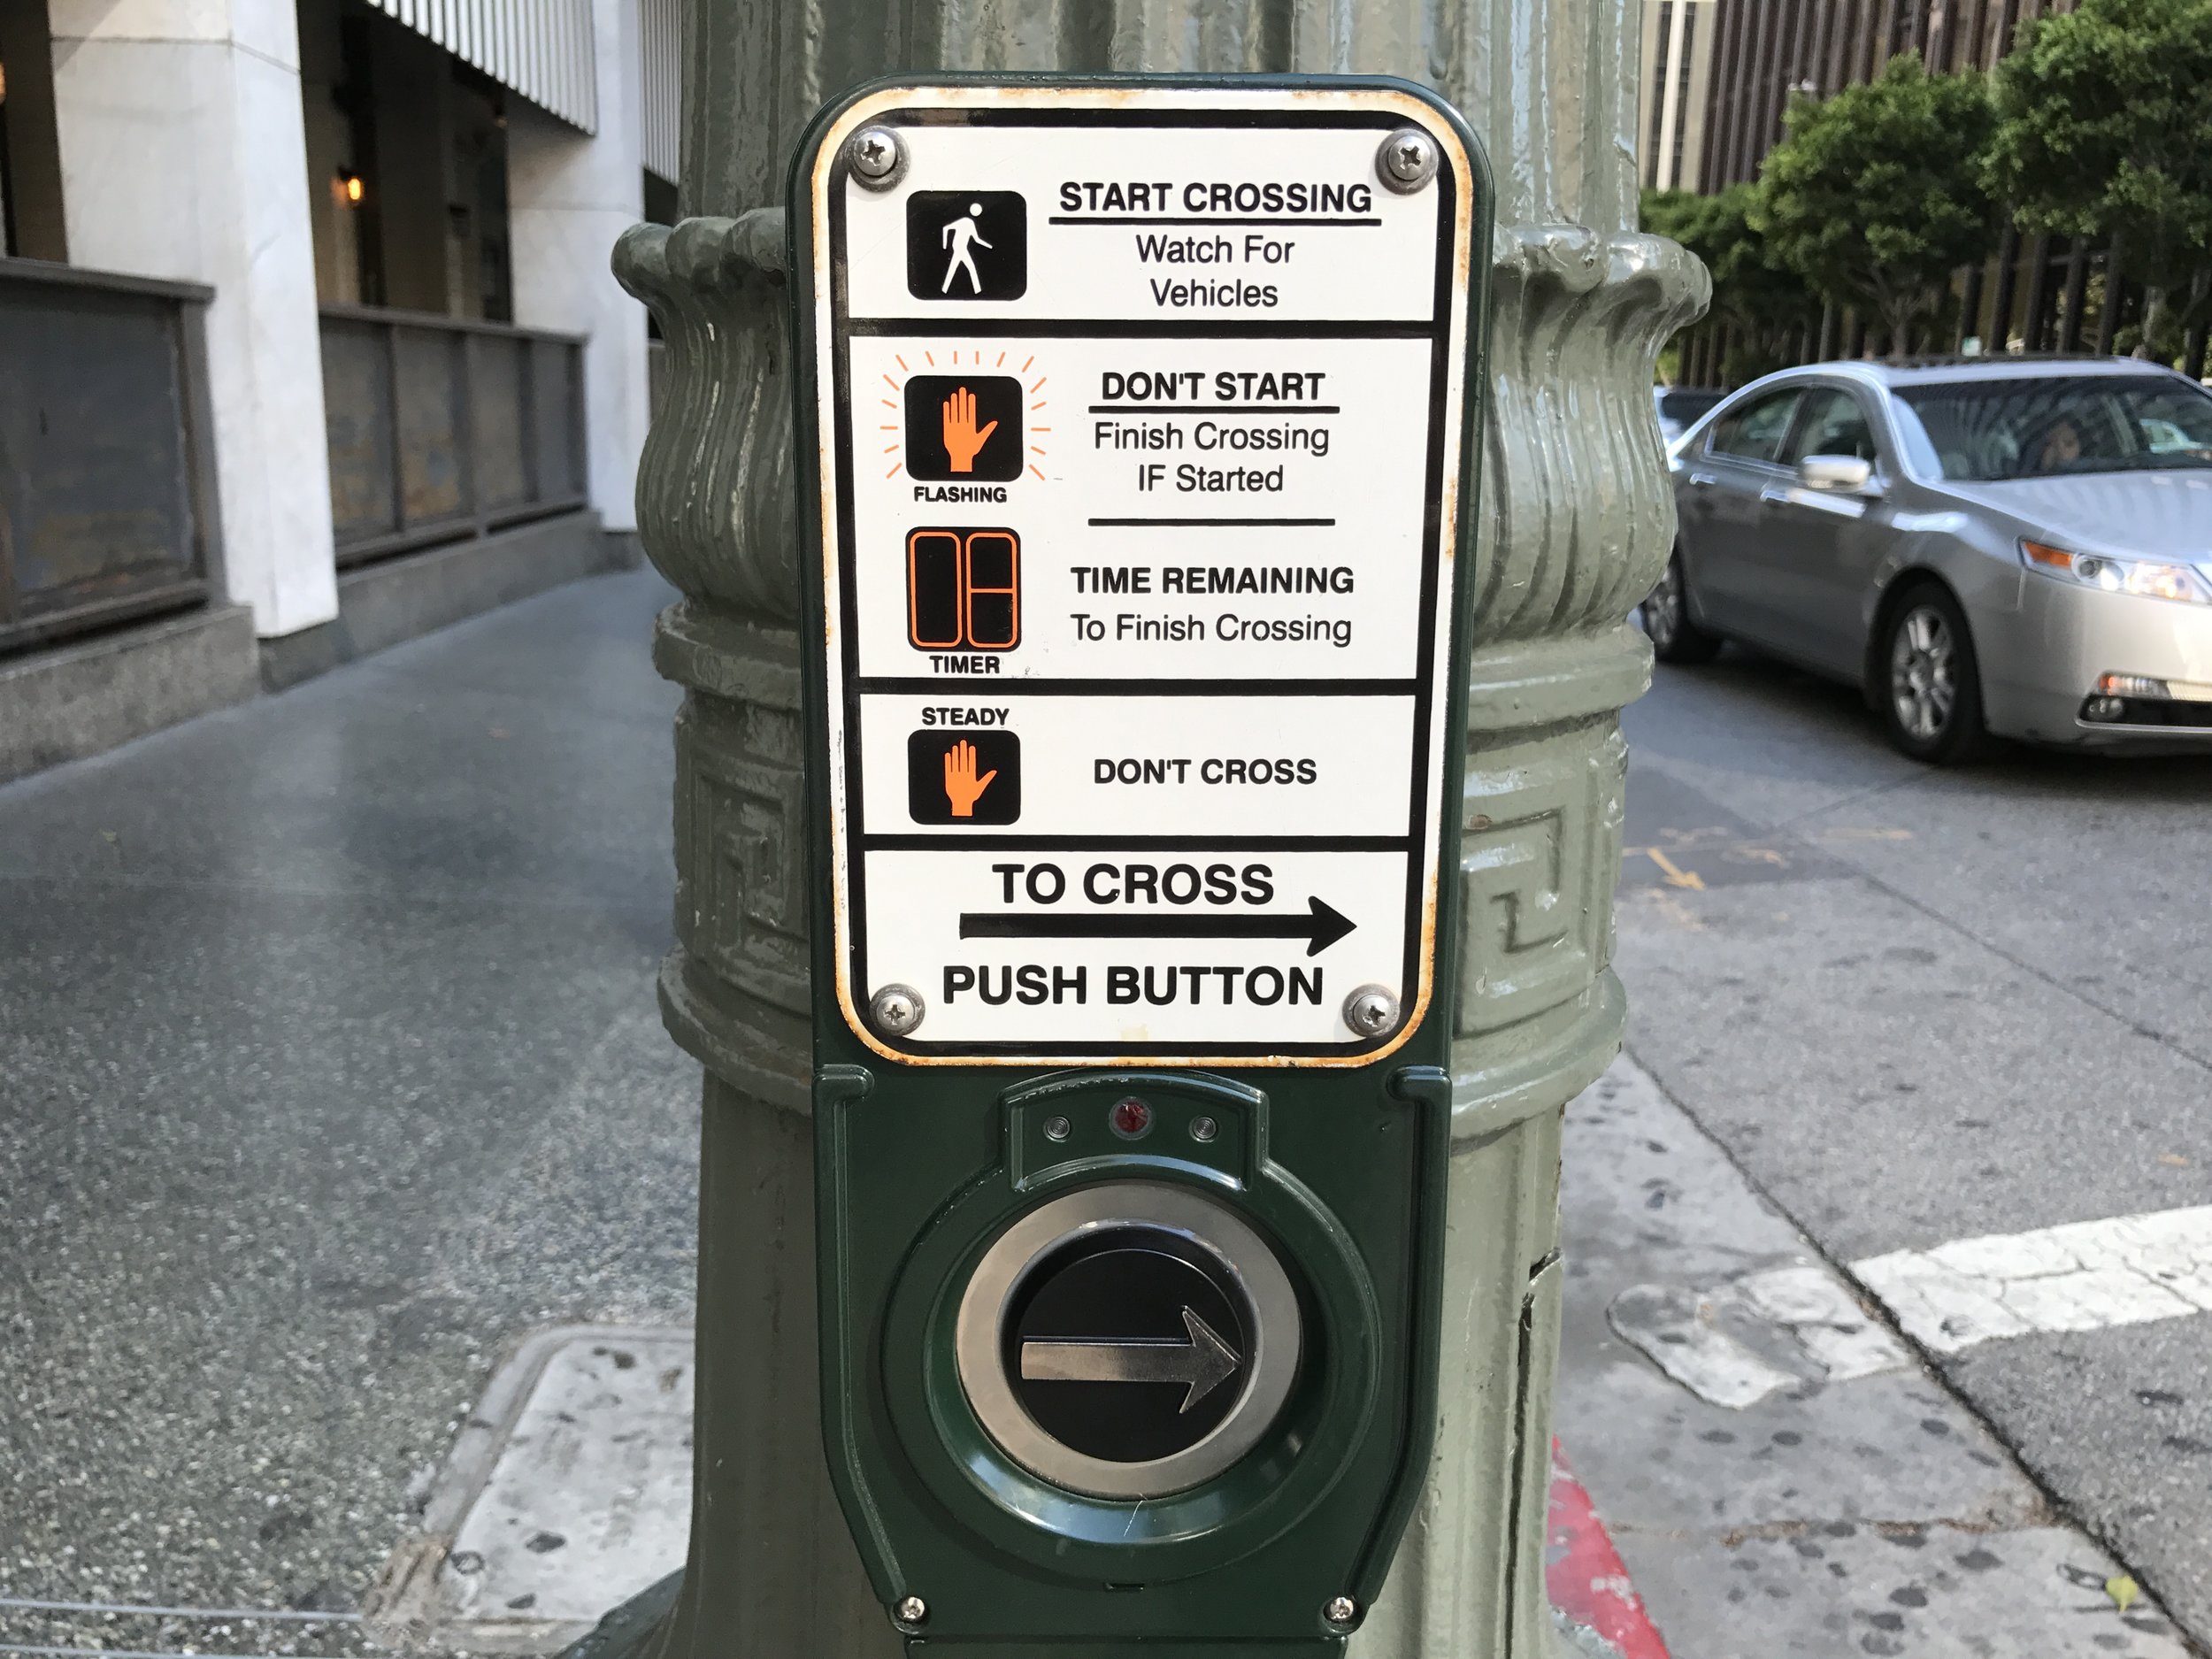 START CROSSING
Watch For
Vehicles
DON'T START
Finish Crossing
IF Started
FLASHING
TIME REMAINING
To Finish Crossing
TIMER
STEADY
DON'T CROSS
TO CROSS
PUSH BUTTON